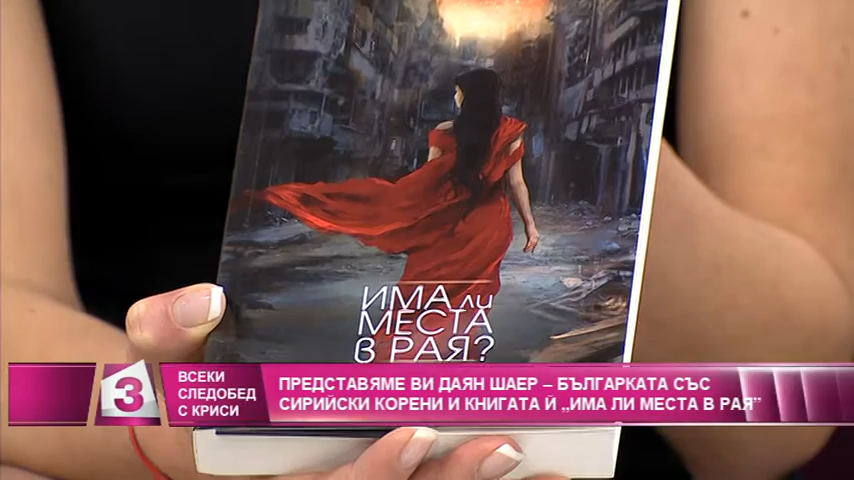 ИМА ли
МЕСТА
в РАЯ?
3
ВСЕКИ
СЛЕДОБЕД
С КРИСИ
ПРЕДСТАВЯМЕ ВИ ДАЯН ШАЕР – БЪЛГАРКАТА СЪС
СИРИЙСКИ КОРЕНИ И КНИГАТА Й „ИМА ЛИ МЕСТА В РАЯ”